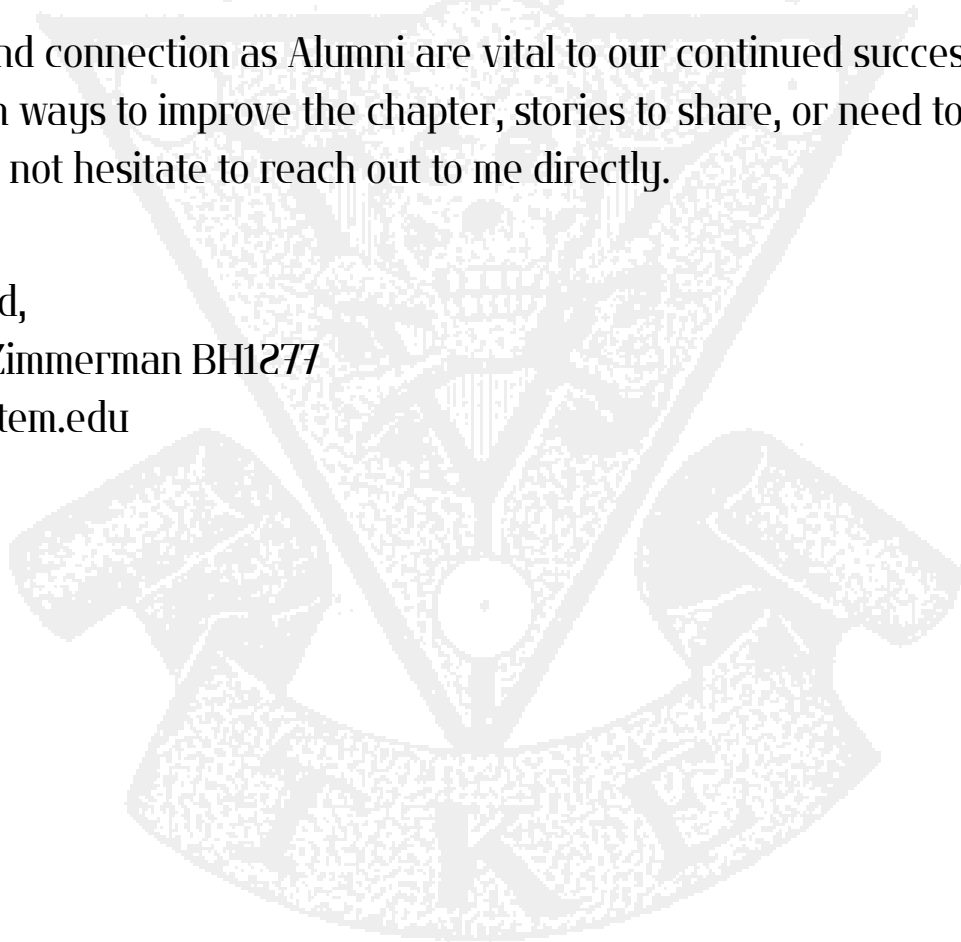 nd connection as Alumni are vital to our continued succes
n ways to improve the chapter, stories to share, or need to
not hesitate to reach out to me directly.
d,
Zimmerman BH1277
tem.edu
T K E